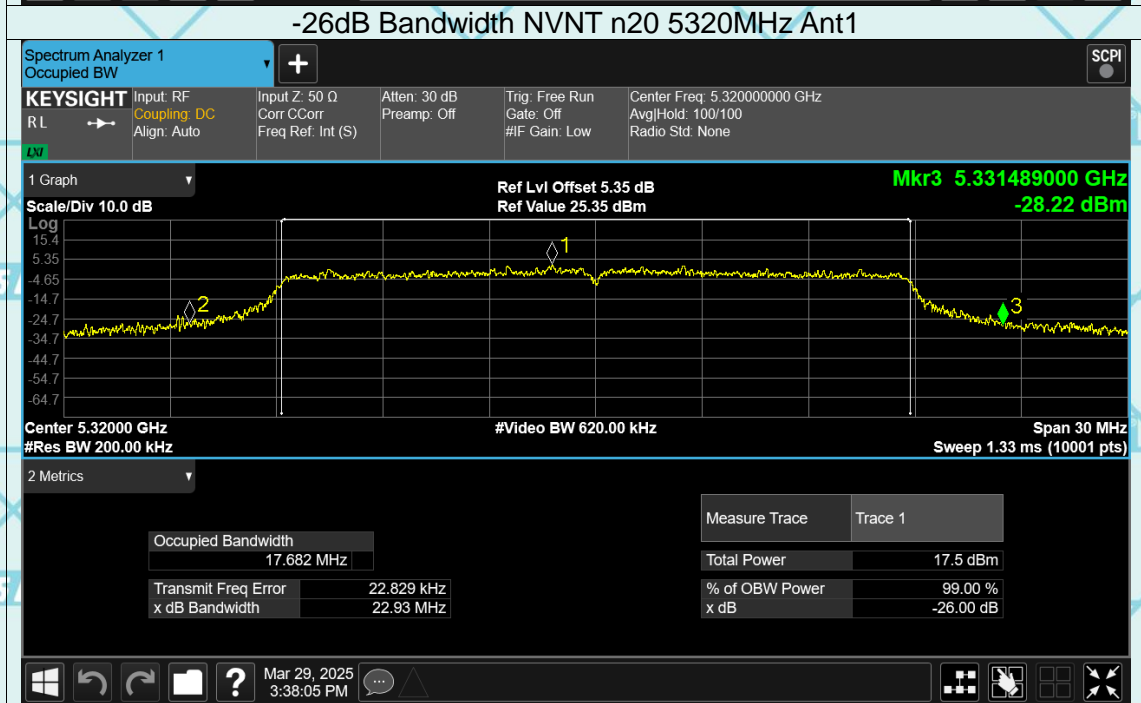 -26dB Bandwidth NVNT n20 5320MHz Ant1
Spectrum Analyzer 1
Occupied BW
SCPI
KEYSIGHT
RL
LXI
Input: RF
Coupling: DC
Align: Auto
Input Z: 50 Ω
Corr CCorr
Freq Ref: Int (S)
Atten: 30 dB
Preamp: Off
Trig: Free Run
Gate: Off
#IF Gain: Low
Center Freq: 5.320000000 GHz
Avg|Hold: 100/100
Radio Std: None
1 Graph
Scale/Div 10.0 dB
Ref Lvl Offset 5.35 dB
Ref Value 25.35 dBm
Mkr3 5.331489000 GHz
-28.22 dBm
Log
15.4
5.35
-4.65
-14.7
-24.7
-34.7
-44.7
-54.7
-64.7
1
2
3
Center 5.32000 GHz
#Video BW 620.00 kHz
Span 30 MHz
#Res BW 200.00 kHz
Sweep 1.33 ms (10001 pts)
2 Metrics
Measure Trace Trace 1
Occupied Bandwidth
17.682 MHz
Total Power 17.5 dBm
Transmit Freq Error 22.829 kHz
% of OBW Power 99.00 %
x dB Bandwidth 22.93 MHz
x dB -26.00 dB
?
Mar 29, 2025
3:38:05 PM